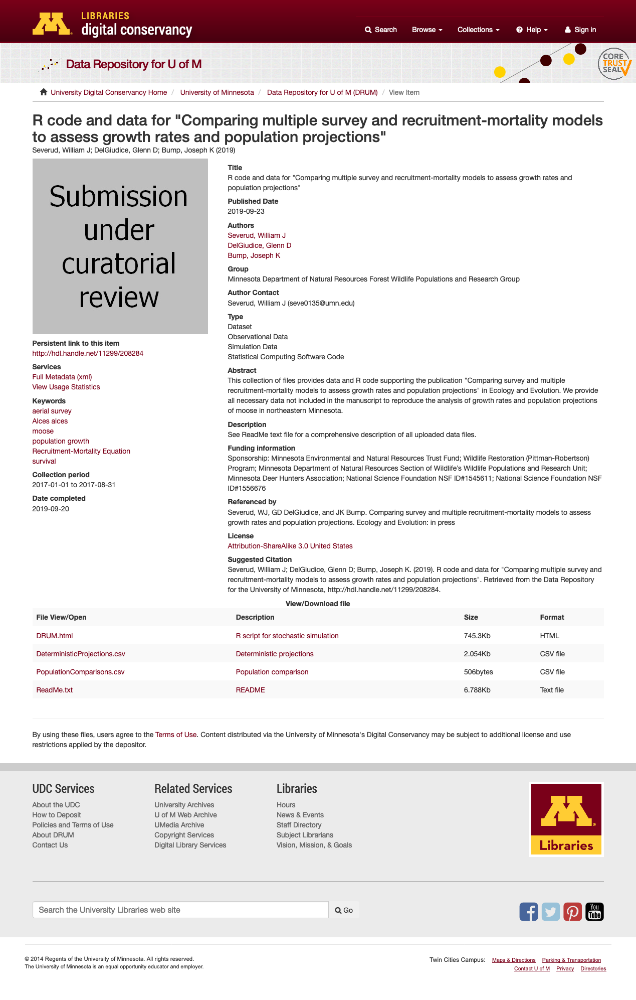 LIBRARIES
digital conservancy
Search Browse Collections Help Sign in
Data Repository for U of M
CORE
TRUST
SEAL
University Digital Conservancy Home / University of Minnesota / Data Repository for U of M (DRUM) / View Item
R code and data for "Comparing multiple survey and recruitment-mortality models
to assess growth rates and population projections"
Severud, William J; DelGiudice, Glenn D; Bump, Joseph K (2019)
Submission
under
curatorial
review
Persistent link to this item
http://hdl.handle.net/11299/208284
Services
Full Metadata (xml)
View Usage Statistics
Keywords
aerial survey
Alces alces
moose
population growth
Recruitment-Mortality Equation
survival
Collection period
2017-01-01 to 2017-08-31
Date completed
2019-09-20
Title
R code and data for "Comparing multiple survey and recruitment-mortality models to assess growth rates and
population projections"
Published Date
2019-09-23
Authors
Severud, William J
DelGiudice, Glenn D
Bump, Joseph K
Group
Minnesota Department of Natural Resources Forest Wildlife Populations and Research Group
Author Contact
Severud, William J (seve0135@umn.edu)
Type
Dataset
Observational Data
Simulation Data
Statistical Computing Software Code
Abstract
This collection of files provides data and R code supporting the publication "Comparing survey and multiple
recruitment-mortality models to assess growth rates and population projections" in Ecology and Evolution. We provide
all necessary data not included in the manuscript to reproduce the analysis of growth rates and population projections
of moose in northeastern Minnesota.
Description
See ReadMe text file for a comprehensive description of all uploaded data files.
Funding information
Sponsorship: Minnesota Environmental and Natural Resources Trust Fund; Wildlife Restoration (Pittman-Robertson)
Program; Minnesota Department of Natural Resources Section of Wildlife’s Wildlife Populations and Research Unit;
Minnesota Deer Hunters Association; National Science Foundation NSF ID#1545611; National Science Foundation NSF
ID#1556676
Referenced by
Severud, WJ, GD DelGiudice, and JK Bump. Comparing survey and multiple recruitment-mortality models to assess
growth rates and population projections. Ecology and Evolution: in press
License
Attribution-ShareAlike 3.0 United States
Suggested Citation
Severud, William J; DelGiudice, Glenn D; Bump, Joseph K. (2019). R code and data for "Comparing multiple survey and
recruitment-mortality models to assess growth rates and population projections". Retrieved from the Data Repository
for the University of Minnesota, http://hdl.handle.net/11299/208284.
View/Download file
File View/Open Description Size Format
DRUM.html R script for stochastic simulation 745.3Kb HTML
DeterministicProjections.csv Deterministic projections 2.054Kb CSV file
PopulationComparisons.csv Population comparison 506bytes CSV file
ReadMe.txt README 6.788Kb Text file
By using these files, users agree to the Terms of Use. Content distributed via the University of Minnesota's Digital Conservancy may be subject to additional license and use
restrictions applied by the depositor.
UDC Services
About the UDC
How to Deposit
Policies and Terms of Use
About DRUM
Contact Us
Related Services
University Archives
U of M Web Archive
UMedia Archive
Copyright Services
Digital Library Services
Libraries
Hours
News & Events
Staff Directory
Subject Librarians
Vision, Mission, & Goals
M®
Libraries
Search the University Libraries web site Go
You
Tube
© 2014 Regents of the University of Minnesota. All rights reserved.
The University of Minnesota is an equal opportunity educator and employer.
Twin Cities Campus: Maps & Directions Parking & Transportation
Contact U of M Privacy Directories